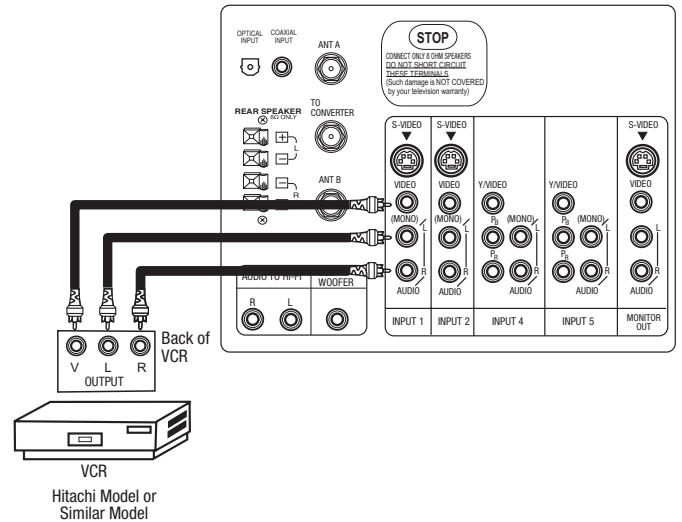 OPTICAL INPUT
COAXIAL INPUT
ANT A
STOP
CONNECT ONLY 8 OHM SPEAKERS
DO NOT SHORT CIRCUIT
THESE TERMINALS
(Such damage is NOT COVERED
by your television warranty)
REAR SPEAKER
8Ω ONLY
+
L
−
−
R
TO
CONVERTER
ANT B
S-VIDEO
VIDEO
(MONO)
L
R
AUDIO
INPUT 1
S-VIDEO
VIDEO
(MONO)
L
R
AUDIO
INPUT 2
Y/VIDEO
PB
(MONO)
L
PR
R
AUDIO
INPUT 4
Y/VIDEO
PB
(MONO)
L
PR
R
AUDIO
INPUT 5
S-VIDEO
VIDEO
L
R
AUDIO
MONITOR
OUT
AUDIO TO HI-FI
R
L
WOOFER
V
L
R
OUTPUT
Back of
VCR
VCR
Hitachi Model or
Similar Model